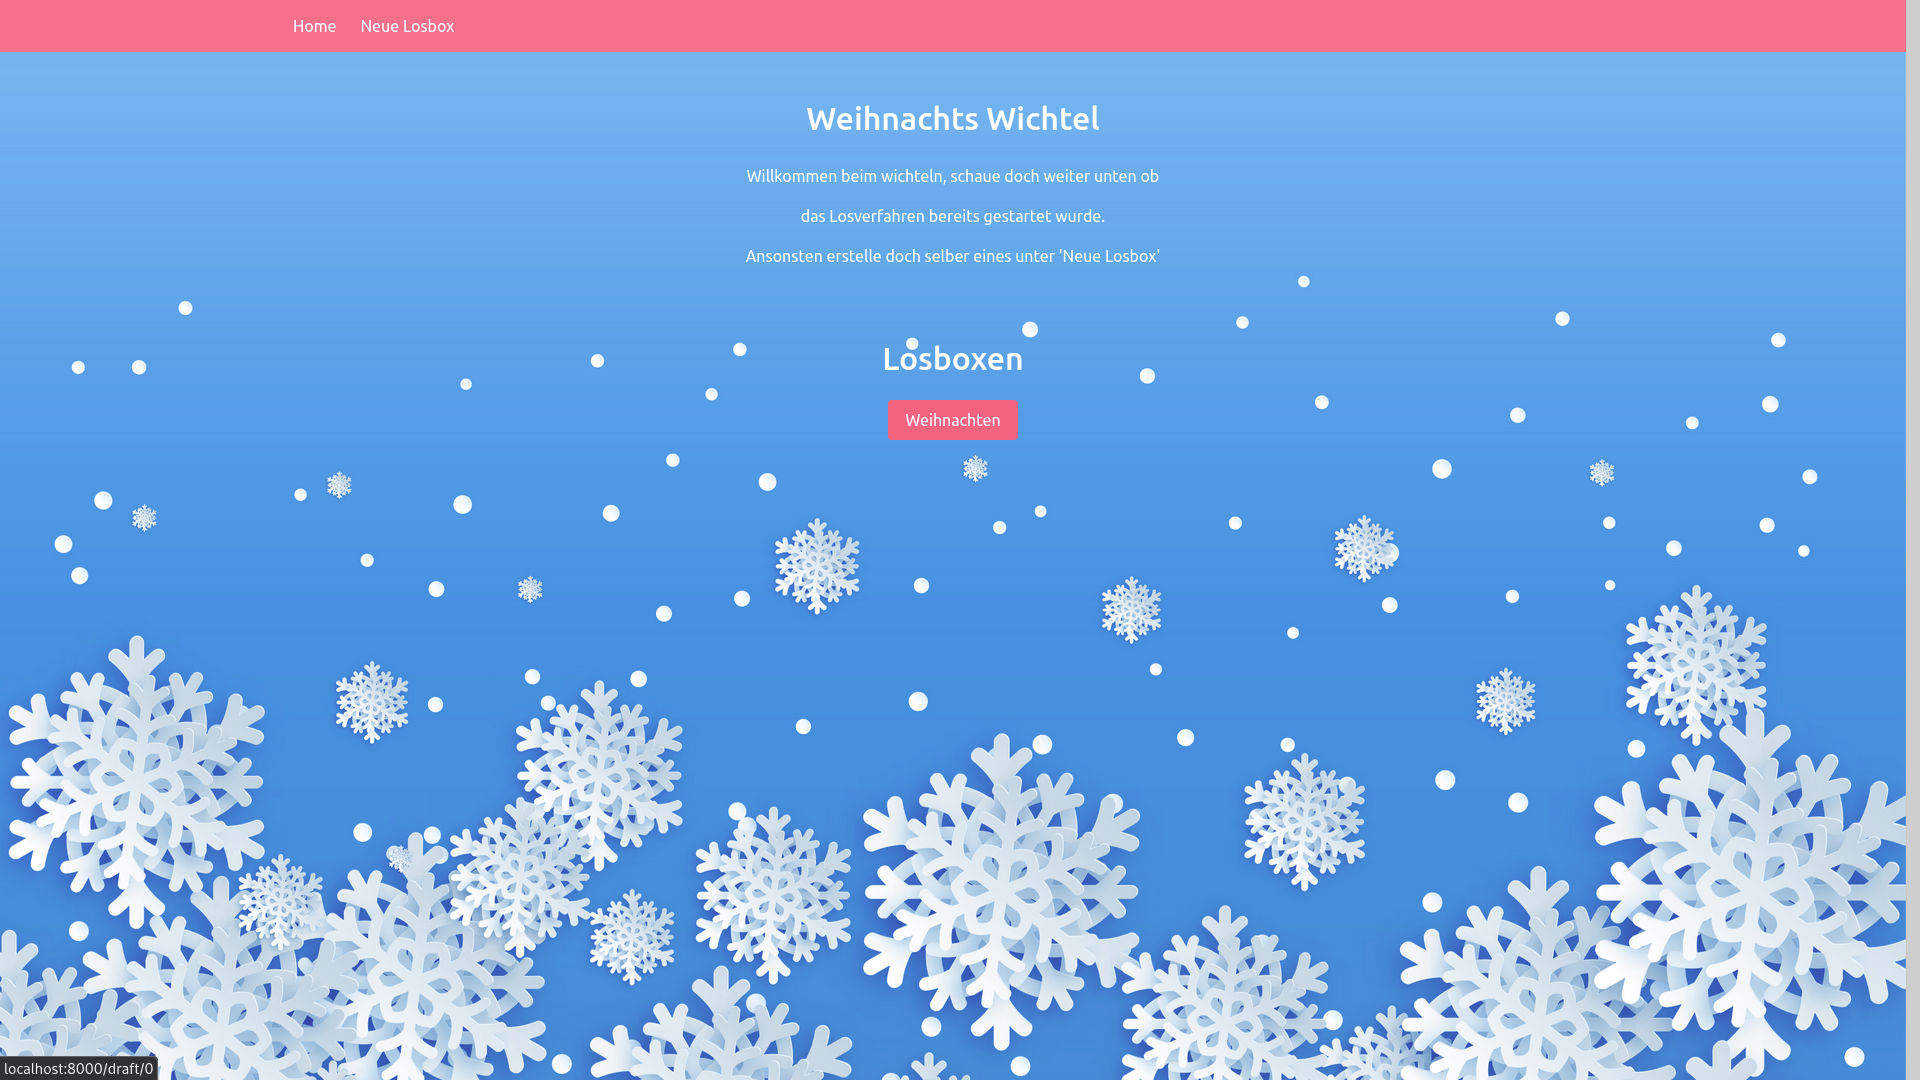 Home Neue Losbox
Weihnachts Wichtel
Willkommen beim wichteln, schaue doch weiter unten ob
das Losverfahren bereits gestartet wurde.
Ansonsten erstelle doch selber eines unter 'Neue Losbox'
Losboxen
Weihnachten
localhost:8000/draft/0